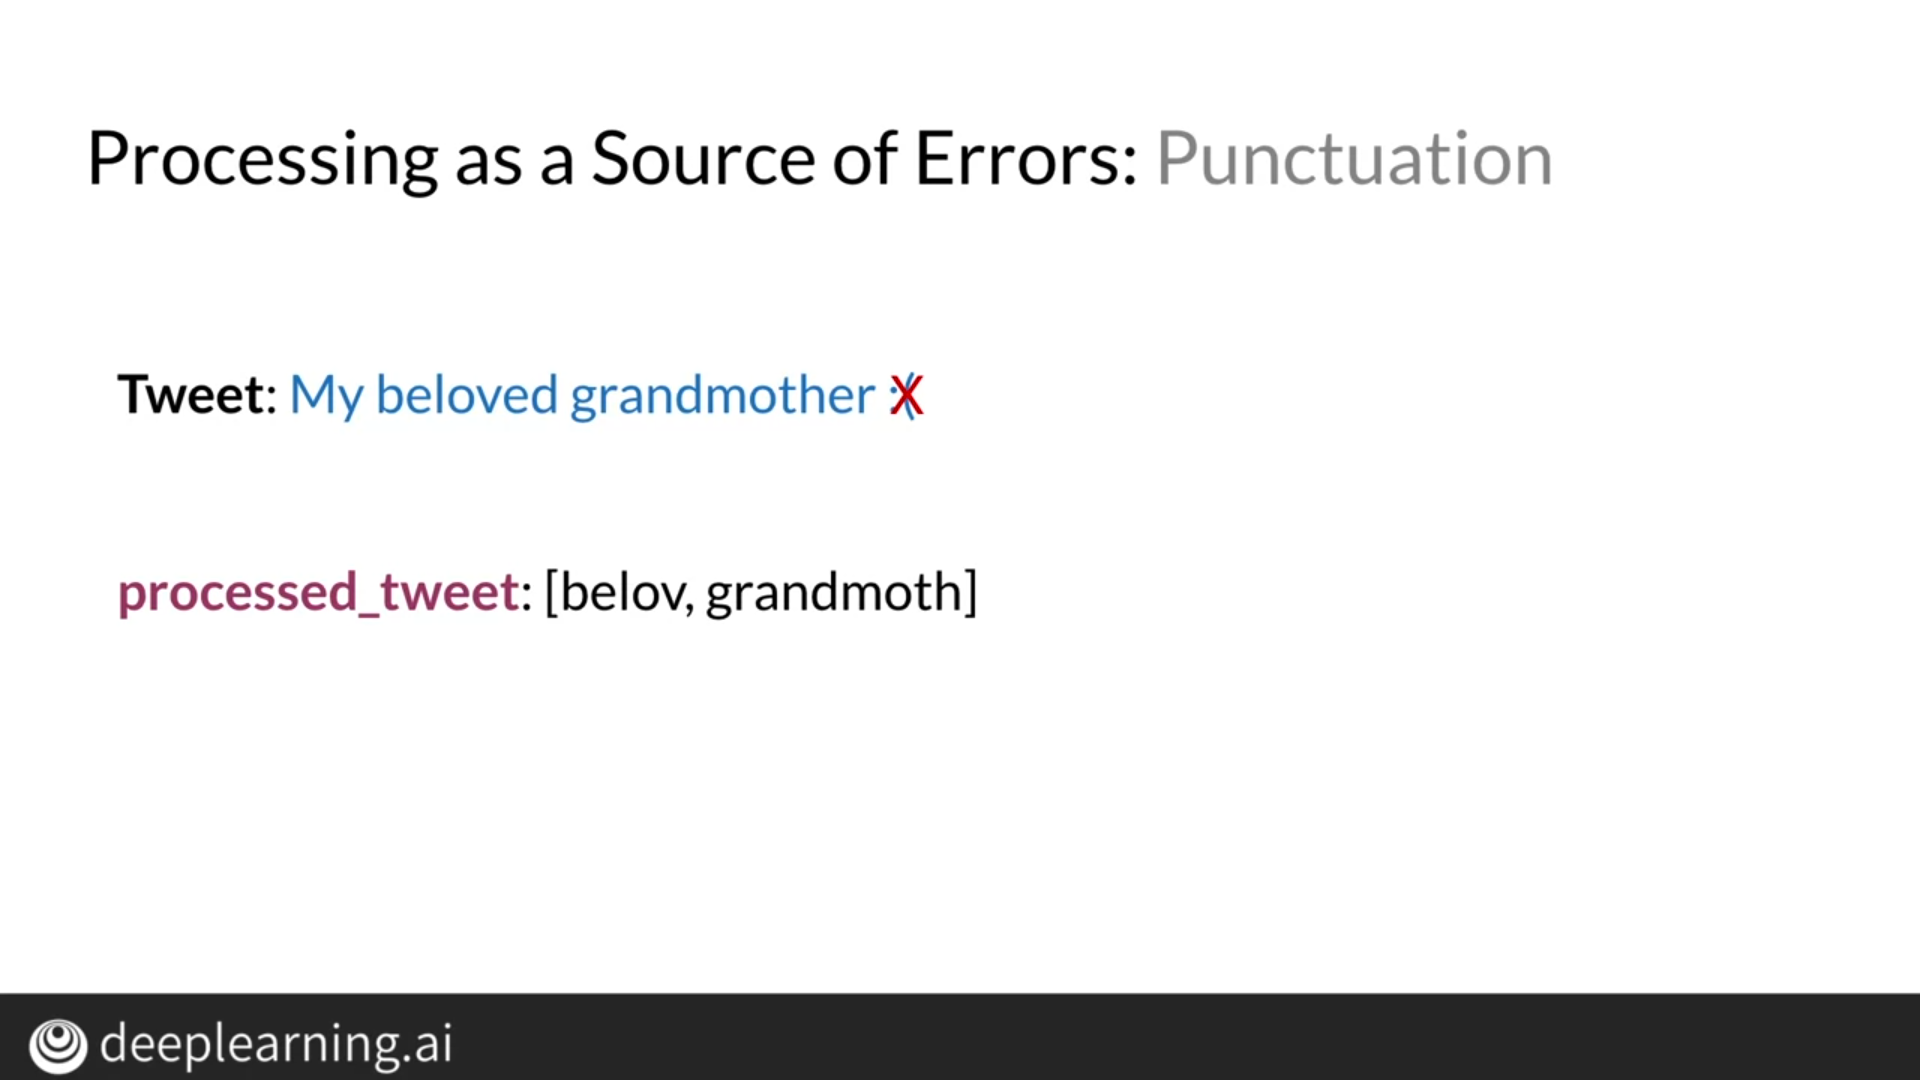 Processing as a Source of Errors: Punctuation
Tweet: My beloved grandmother :(
processed_tweet: [belov, grandmoth]
deeplearning.ai